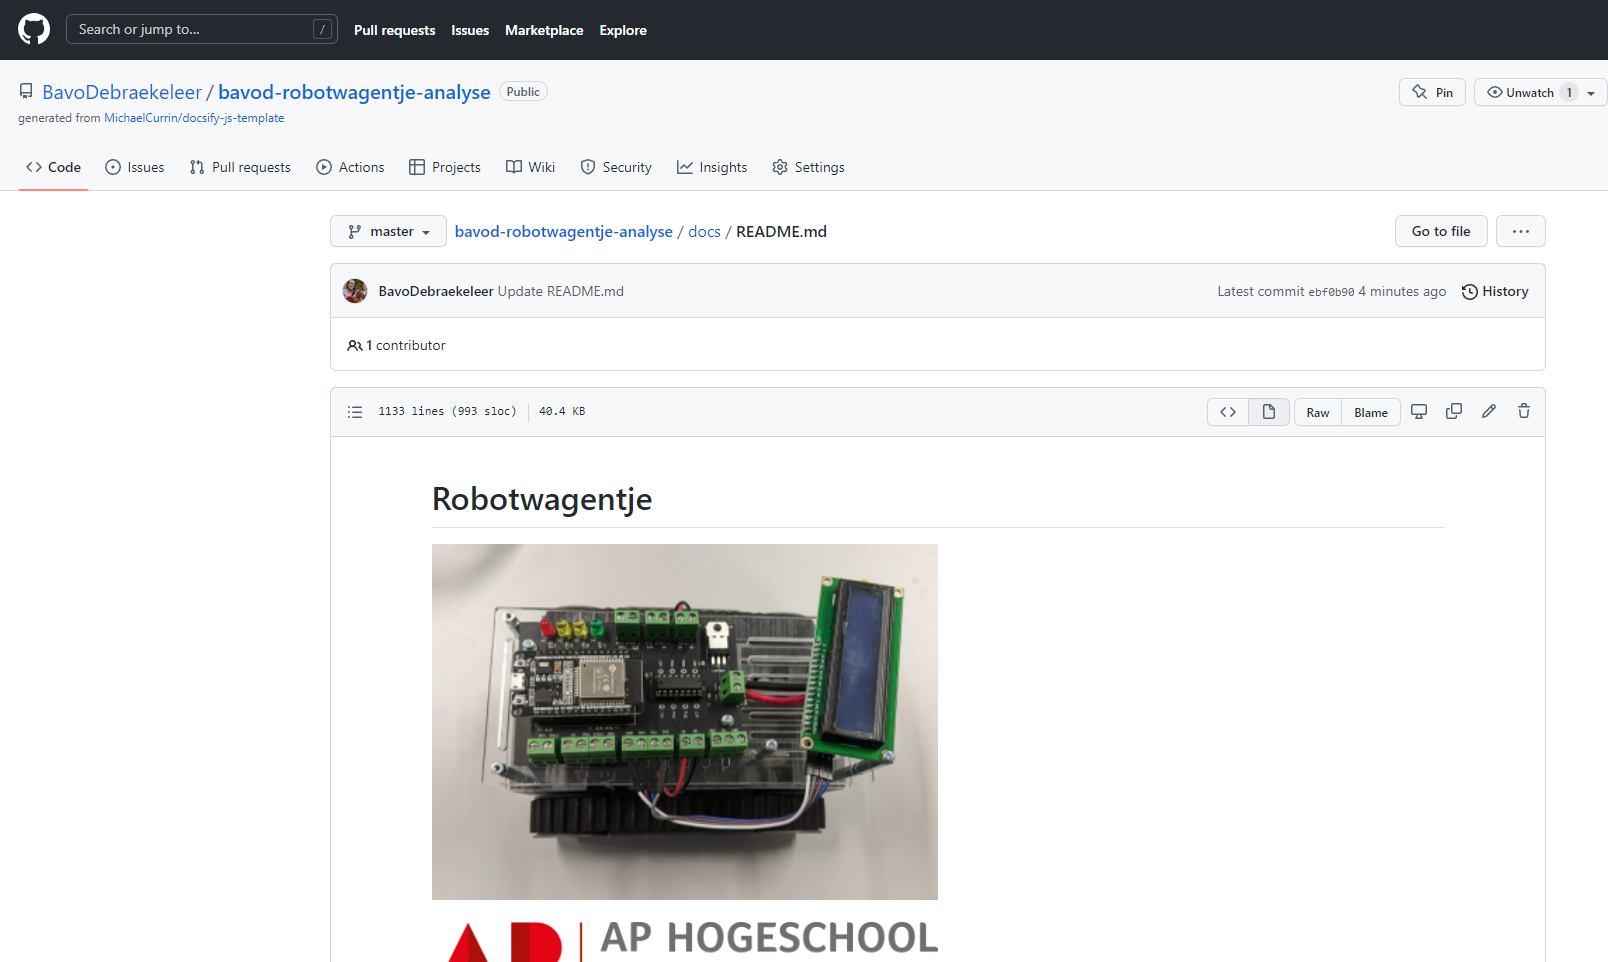 Search or jump to... /
Pull requests Issues Marketplace Explore
BavoDebraekeleer / bavod-robotwagentje-analyse Public
Pin Unwatch 1
generated from MichaelCurrin/docsify-js-template
Code Issues Pull requests Actions Projects Wiki Security Insights Settings
master bavod-robotwagentje-analyse / docs / README.md
Go to file ...
BavoDebraekeleer Update README.md
Latest commit ebf0b90 4 minutes ago History
1 contributor
1133 lines (993 sloc) 40.4 KB
Raw Blame
Robotwagentje
AP HOGESCHOOL